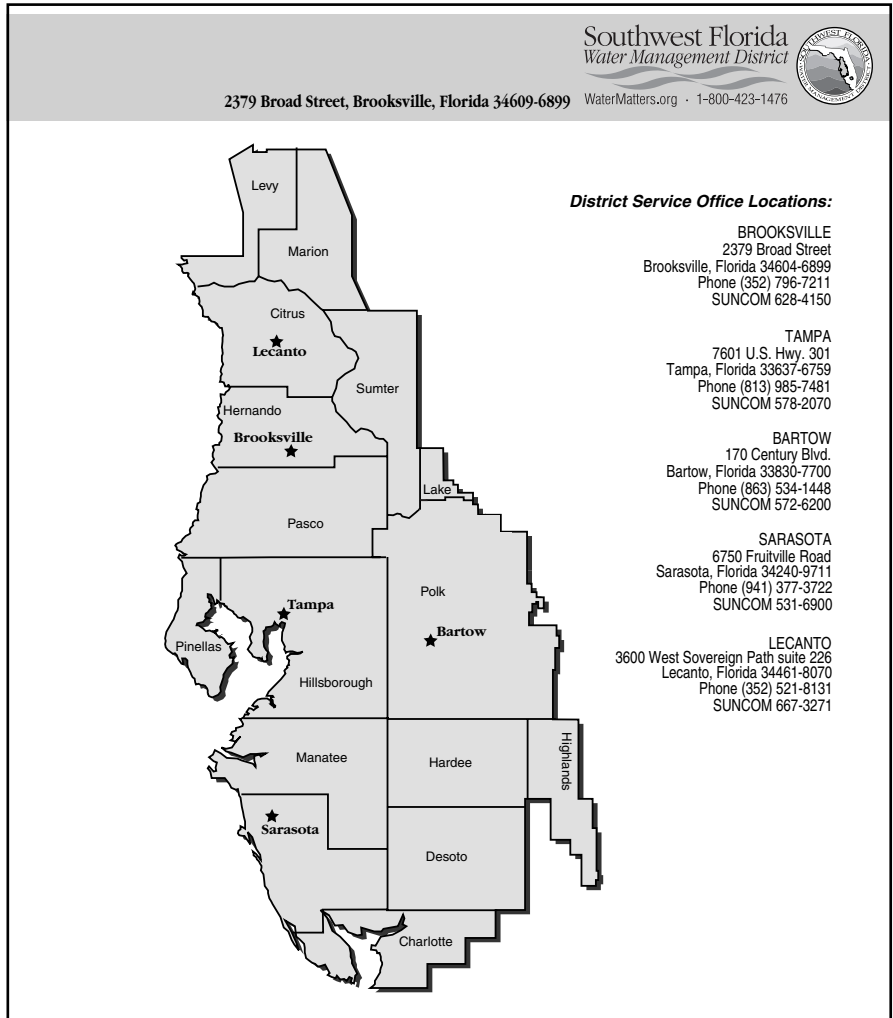 Southwest Florida
Water Management District
2379 Broad Street, Brooksville, Florida 34609-6899
WaterMatters.org · 1-800-423-1476
SOUTHWEST FLORIDA
WATER MANAGEMENT DISTRICT
District Service Office Locations:
BROOKSVILLE
2379 Broad Street
Brooksville, Florida 34604-6899
Phone (352) 796-7211
SUNCOM 628-4150
TAMPA
7601 U.S. Hwy. 301
Tampa, Florida 33637-6759
Phone (813) 985-7481
SUNCOM 578-2070
BARTOW
170 Century Blvd.
Bartow, Florida 33830-7700
Phone (863) 534-1448
SUNCOM 572-6200
SARASOTA
6750 Fruitville Road
Sarasota, Florida 34240-9711
Phone (941) 377-3722
SUNCOM 531-6900
LECANTO
3600 West Sovereign Path suite 226
Lecanto, Florida 34461-8070
Phone (352) 521-8131
SUNCOM 667-3271
Levy
Marion
Citrus
Lecanto
Sumter
Hernando
Brooksville
Lake
Pasco
Polk
Tampa
Bartow
Pinellas
Hillsborough
Manatee
Hardee
Highlands
Sarasota
Desoto
Charlotte